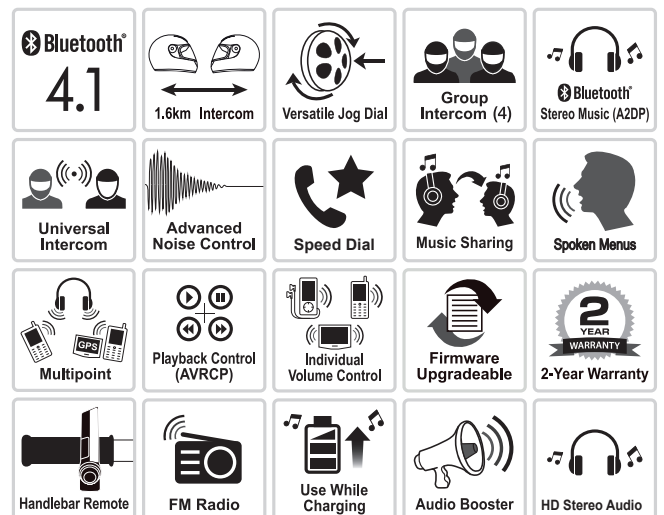 Bluetooth®
4.1
1.6km Intercom
Versatile Jog Dial
Group
Intercom (4)
Bluetooth®
Stereo Music (A2DP)
Universal
Intercom
Advanced
Noise Control
Speed Dial
Music Sharing
Spoken Menus
GPS
Multipoint
Playback Control
(AVRCP)
Individual
Volume Control
Firmware
Upgradeable
2
YEAR
WARRANTY
2-Year Warranty
Handlebar Remote
FM Radio
Use While
Charging
Audio Booster
HD Stereo Audio